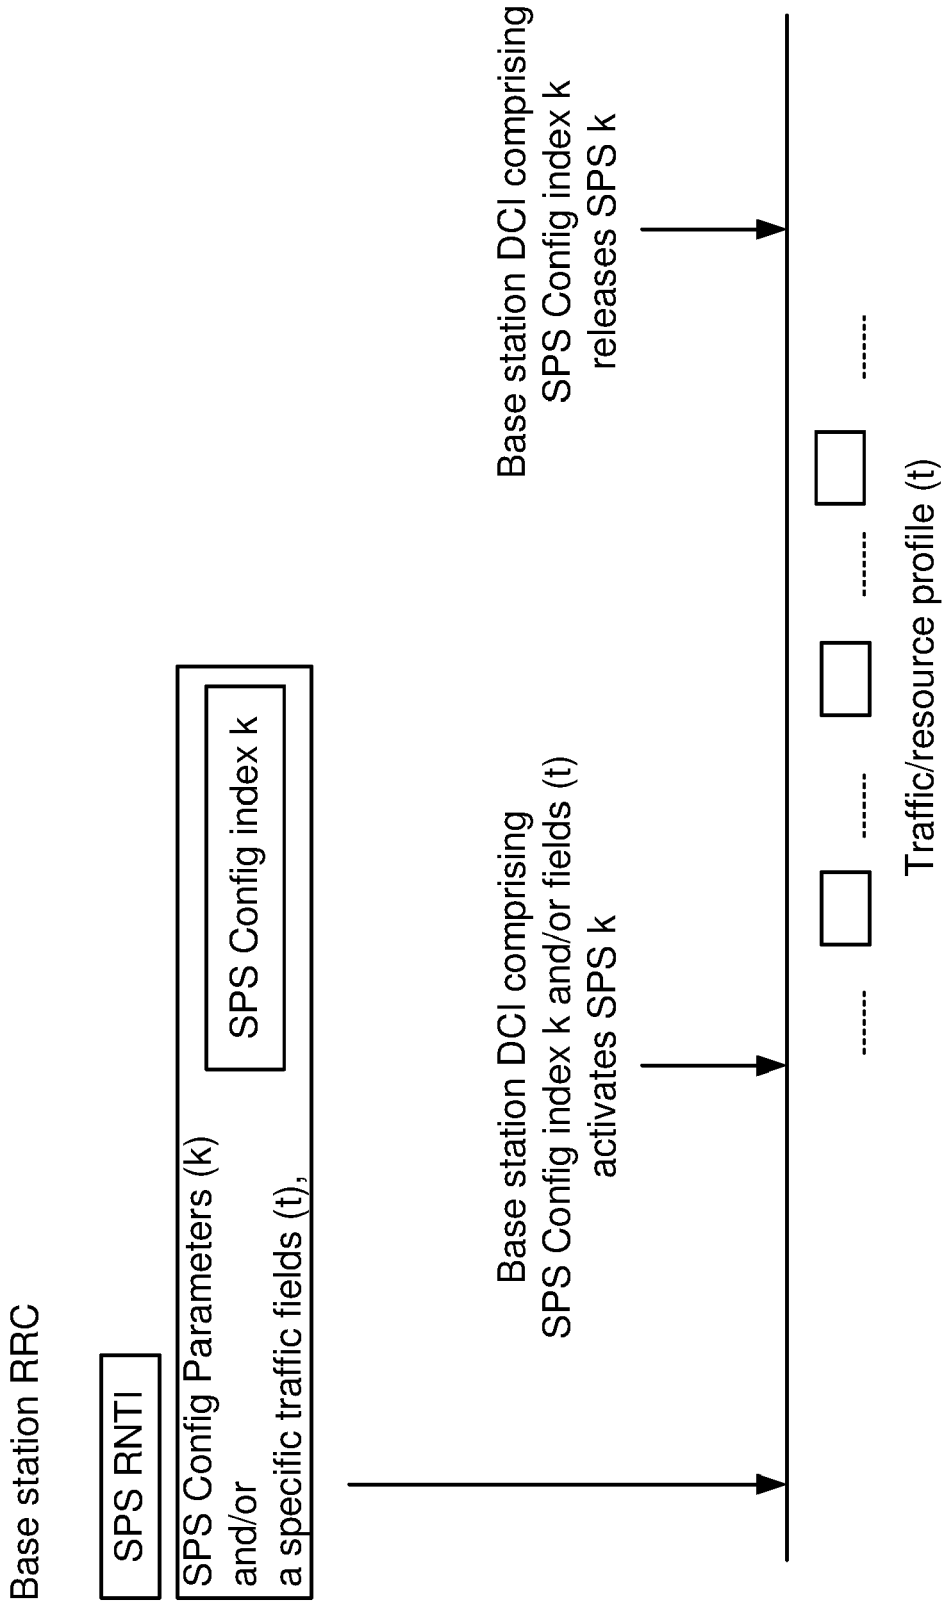 Base station RRC
SPS RNTI
SPS Config Parameters (k)
and/or
a specific traffic fields (t),
SPS Config index k
Base station DCI comprising
SPS Config index k and/or fields (t)
activates SPS k
Base station DCI comprising
SPS Config index k
releases SPS k
Traffic/resource profile (t)